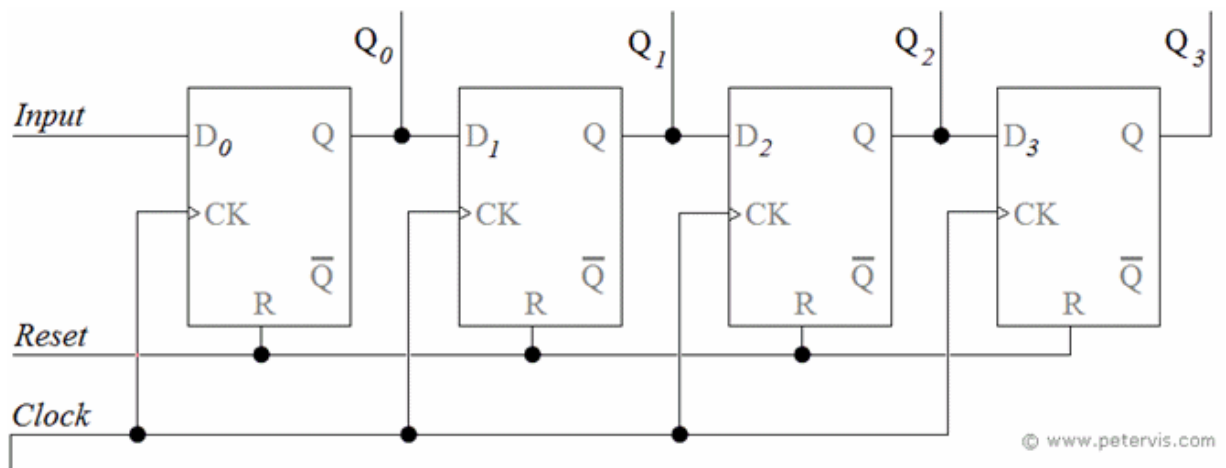 Q0 Q1 Q2 Q3
Input
D0 Q D1 Q D2 Q D3 Q
CK CK CK CK
Q̅ Q̅ Q̅ Q̅
R R R R
Reset
Clock
© www.petervis.com